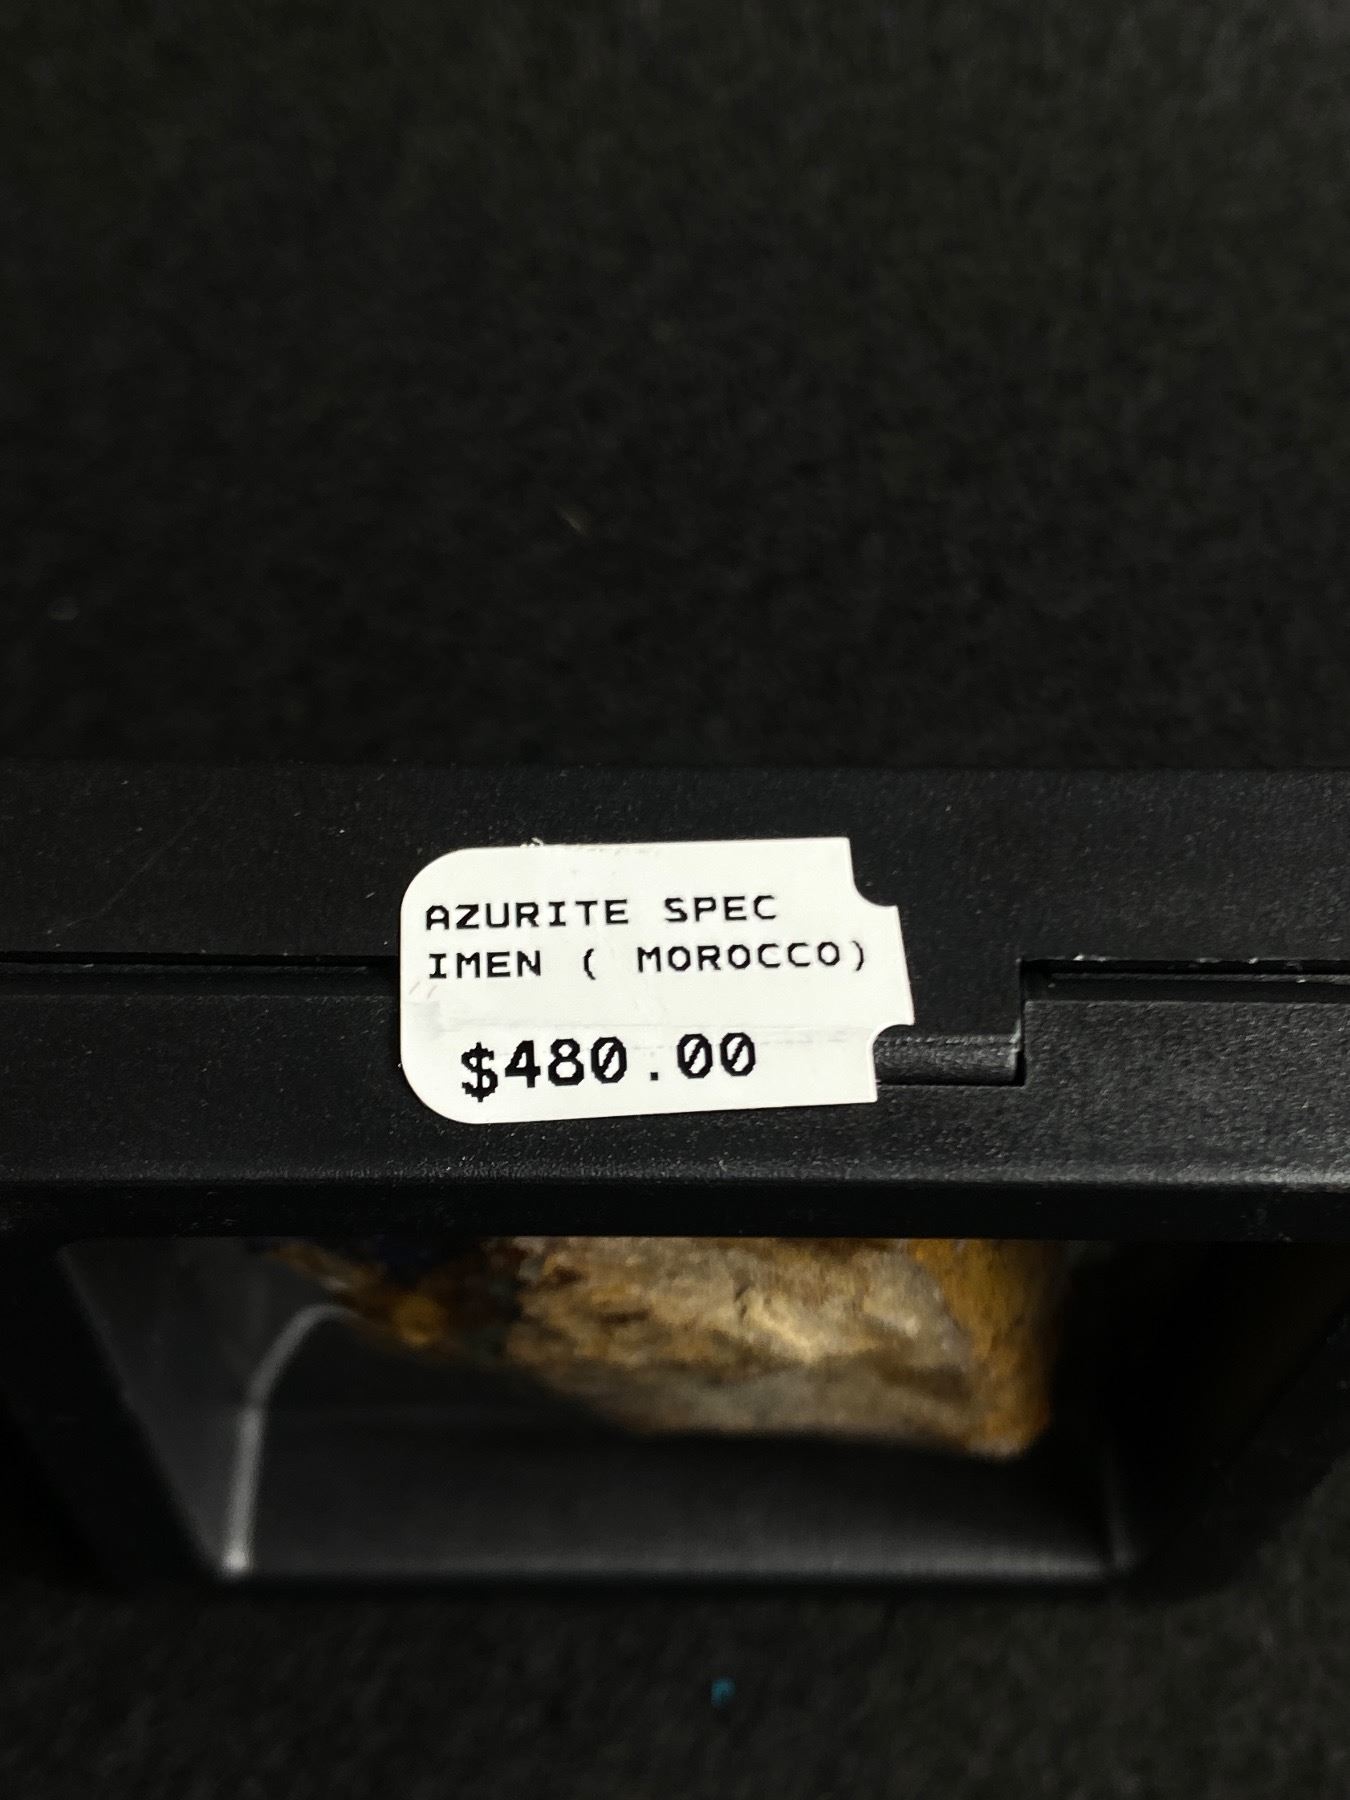 AZURITE SPEC
IMEN ( MOROCCO)
$480.00